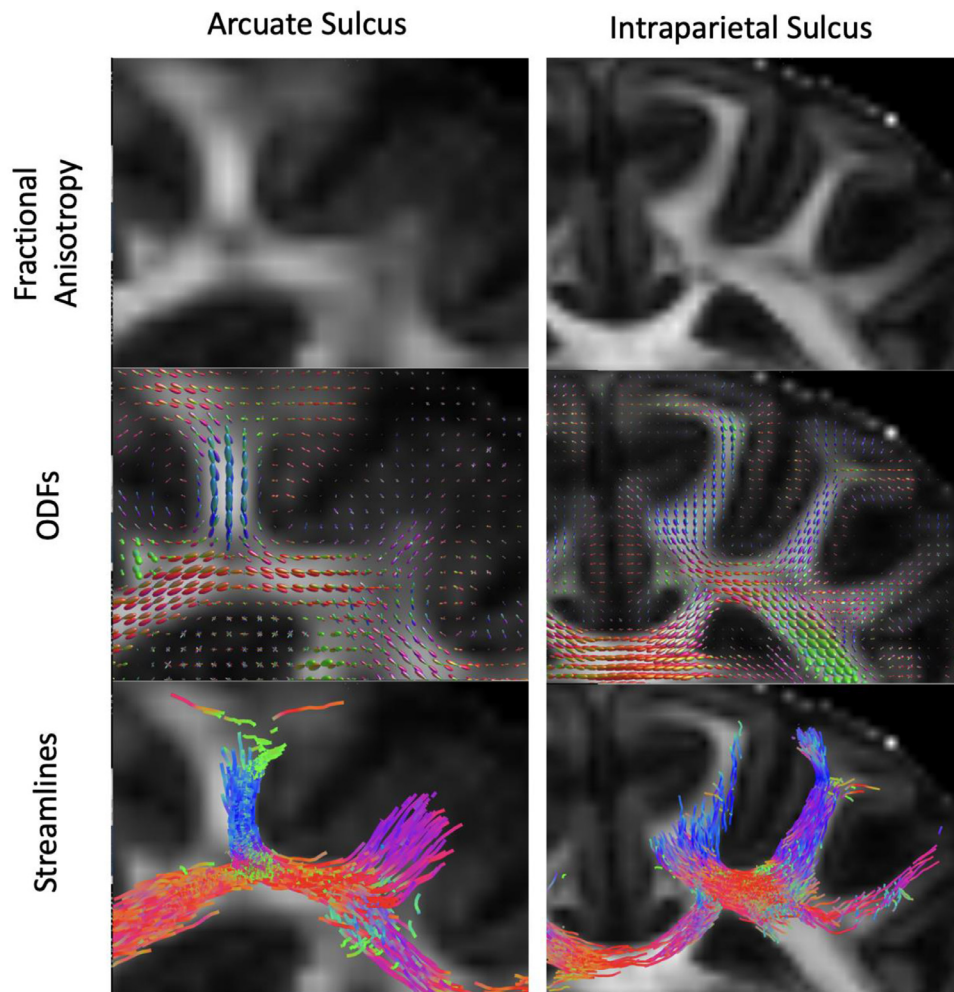 Arcuate Sulcus
Intraparietal Sulcus
Fractional
Anisotropy
ODFs
Streamlines